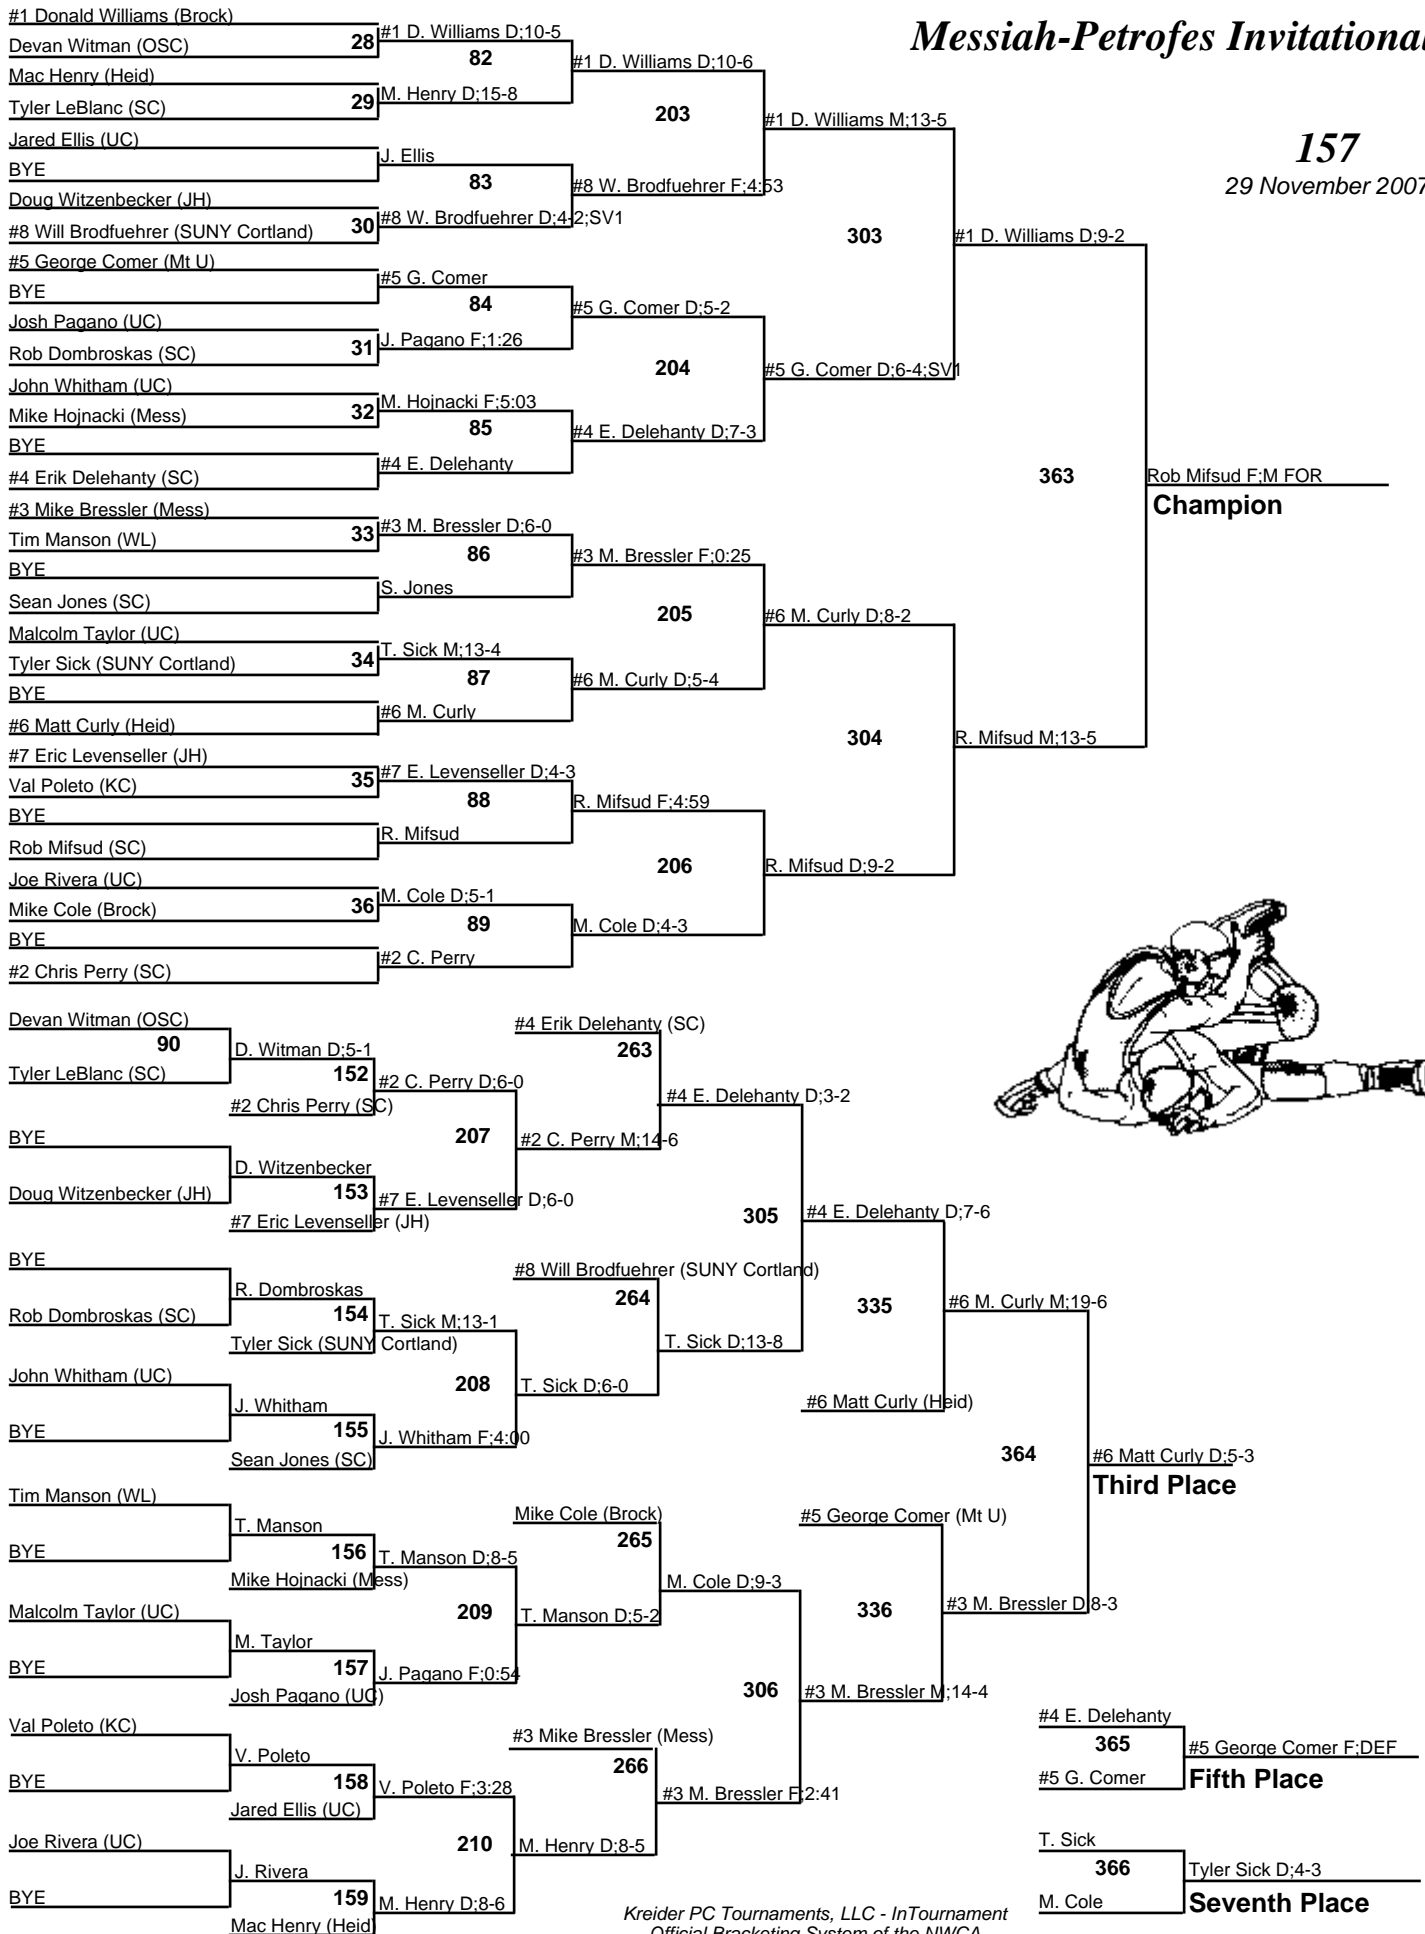 Messiah-Petrofes Invitational
157
29 November 2007
#1 Donald Williams (Brock)
Devan Witman (OSC)
28
Mac Henry (Heid)
Tyler LeBlanc (SC)
29
Jared Ellis (UC)
BYE
Doug Witzenbecker (JH)
#8 Will Brodfuehrer (SUNY Cortland)
30
#5 George Comer (Mt U)
BYE
Josh Pagano (UC)
Rob Dombroskas (SC)
31
John Whitham (UC)
Mike Hojnacki (Mess)
32
BYE
#4 Erik Delehanty (SC)
#3 Mike Bressler (Mess)
Tim Manson (WL)
33
BYE
Sean Jones (SC)
Malcolm Taylor (UC)
Tyler Sick (SUNY Cortland)
34
BYE
#6 Matt Curly (Heid)
#7 Eric Levenseller (JH)
Val Poleto (KC)
35
BYE
Rob Mifsud (SC)
Joe Rivera (UC)
Mike Cole (Brock)
36
BYE
#2 Chris Perry (SC)
#1 D. Williams D;10-5
82
M. Henry D;15-8
J. Ellis
83
#8 W. Brodfuehrer D;4-2;SV1
#5 G. Comer
84
J. Pagano F;1:26
M. Hojnacki F;5:03
85
#4 E. Delehanty
#3 M. Bressler D;6-0
86
S. Jones
T. Sick M;13-4
87
#6 M. Curly
#7 E. Levenseller D;4-3
88
R. Mifsud
M. Cole D;5-1
89
#2 C. Perry
#1 D. Williams D;10-6
203
#8 W. Brodfuehrer F;4:53
#5 G. Comer D;5-2
204
#4 E. Delehanty D;7-3
#3 M. Bressler F;0:25
205
#6 M. Curly D;5-4
R. Mifsud F;4:59
206
M. Cole D;4-3
#1 D. Williams M;13-5
303
#5 G. Comer D;6-4;SV1
#6 M. Curly D;8-2
304
R. Mifsud D;9-2
#1 D. Williams D;9-2
363
R. Mifsud M;13-5
Rob Mifsud F;M FOR
Champion
Devan Witman (OSC)
90
Tyler LeBlanc (SC)
BYE
Doug Witzenbecker (JH)
BYE
Rob Dombroskas (SC)
John Whitham (UC)
BYE
Tim Manson (WL)
BYE
Malcolm Taylor (UC)
BYE
Val Poleto (KC)
BYE
Joe Rivera (UC)
BYE
D. Witman D;5-1
152
#2 Chris Perry (SC)
D. Witzenbecker
153
#7 Eric Levenseller (JH)
R. Dombroskas
154
Tyler Sick (SUNY Cortland)
J. Whitham
155
Sean Jones (SC)
T. Manson
156
Mike Hojnacki (Mess)
M. Taylor
157
Josh Pagano (UC)
V. Poleto
158
Jared Ellis (UC)
J. Rivera
159
Mac Henry (Heid)
#2 C. Perry D;6-0
207
#7 E. Levenseller D;6-0
T. Sick M;13-1
208
J. Whitham F;4:00
T. Manson D;8-5
209
J. Pagano F;0:54
V. Poleto F;3:28
210
M. Henry D;8-6
#4 Erik Delehanty (SC)
263
#2 C. Perry M;14-6
#8 Will Brodfuehrer (SUNY Cortland)
264
T. Sick D;6-0
Mike Cole (Brock)
265
T. Manson D;5-2
#3 Mike Bressler (Mess)
266
M. Henry D;8-5
#4 E. Delehanty D;3-2
305
T. Sick D;13-8
M. Cole D;9-3
306
#3 M. Bressler F;2:41
#4 E. Delehanty D;7-6
335
#6 Matt Curly (Heid)
#5 George Comer (Mt U)
336
#3 M. Bressler M;14-4
#6 M. Curly M;19-6
364
#3 M. Bressler D;8-3
#6 Matt Curly D;5-3
Third Place
#4 E. Delehanty
365
#5 G. Comer
#5 George Comer F;DEF
Fifth Place
T. Sick
366
M. Cole
Tyler Sick D;4-3
Seventh Place
Kreider PC Tournaments, LLC - InTournament
Official Bracketing System of the NWCA